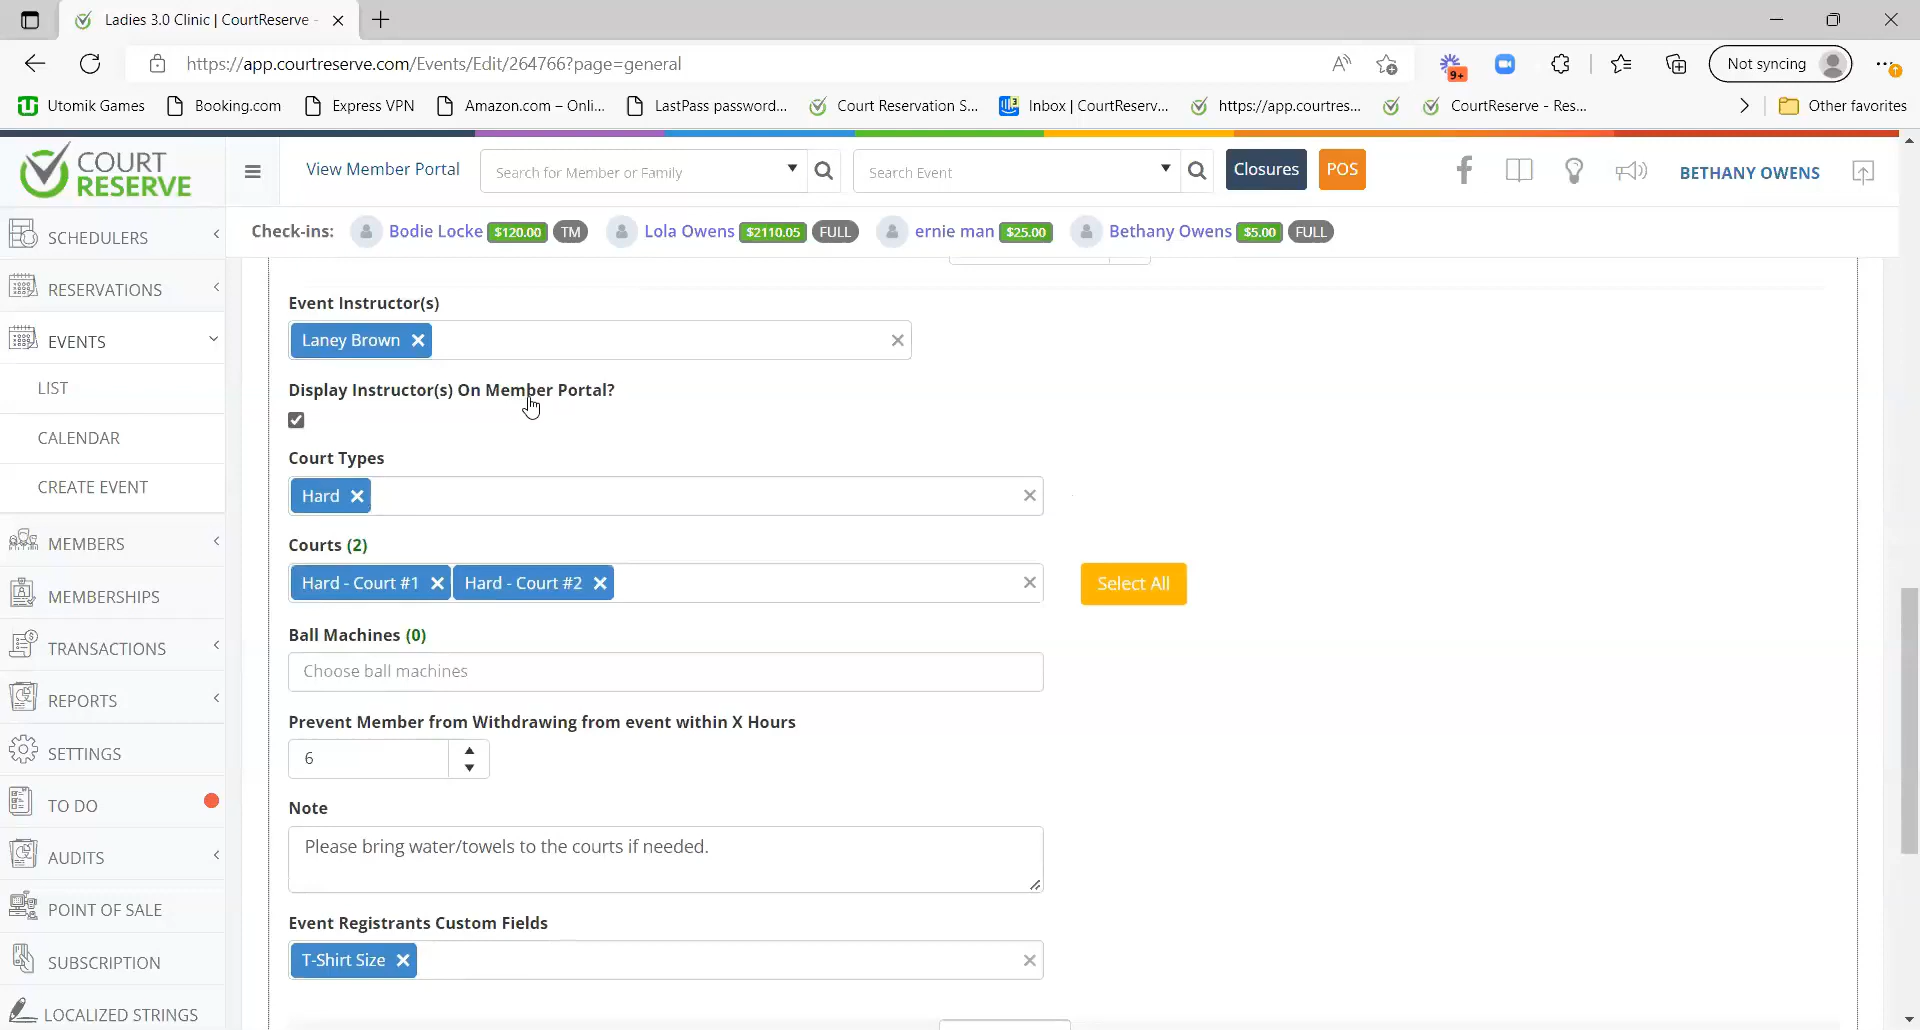 Ladies 3.0 Clinic | CourtReserve -
https://app.courtreserve.com/Events/Edit/264766?page=general
Not syncing
9+
Utomik Games
Booking.com
Express VPN
Amazon.com – Onli...
LastPass password...
Court Reservation S...
Inbox | CourtReserv...
https://app.courtres...
CourtReserve - Res...
Other favorites
COURT RESERVE
View Member Portal
Search for Member or Family
Search Event
Closures
POS
BETHANY OWENS
Check-ins: Bodie Locke $120.00 TM Lola Owens $2110.05 FULL ernie man $25.00 Bethany Owens $5.00 FULL
SCHEDULERS
RESERVATIONS
EVENTS
LIST
CALENDAR
CREATE EVENT
MEMBERS
MEMBERSHIPS
TRANSACTIONS
REPORTS
SETTINGS
TO DO
AUDITS
POINT OF SALE
SUBSCRIPTION
LOCALIZED STRINGS
Event Instructor(s)
Laney Brown
Display Instructor(s) On Member Portal?
Court Types
Hard
Courts (2)
Hard - Court #1 Hard - Court #2
Select All
Ball Machines (0)
Choose ball machines
Prevent Member from Withdrawing from event within X Hours
6
Note
Please bring water/towels to the courts if needed.
Event Registrants Custom Fields
T-Shirt Size